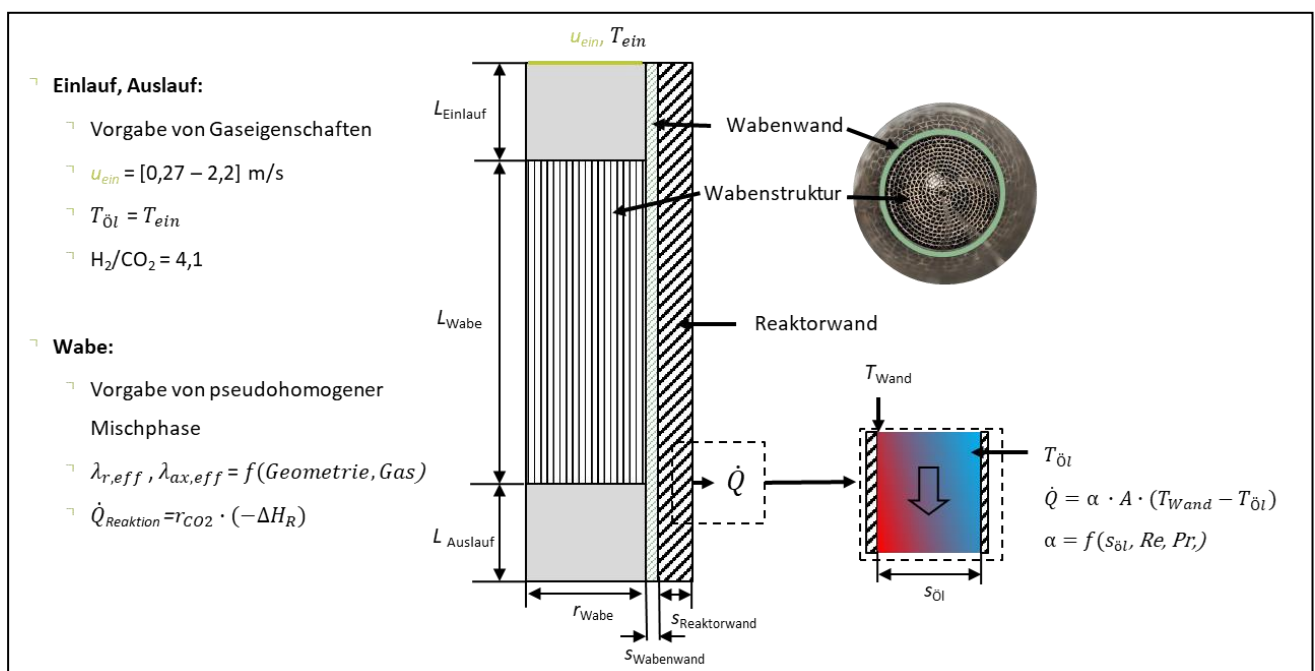 u_ein, T_ein
Einlauf, Auslauf:
Vorgabe von Gaseigenschaften
u_ein = [0,27 – 2,2] m/s
T_Öl = T_ein
H₂/CO₂ = 4,1
Wabe:
Vorgabe von pseudohomogener
Mischphase
λ_r,eff , λ_ax,eff = f(Geometrie, Gas)
Q̇_Reaktion =r_CO2 · (−ΔH_R)
L_Einlauf
L_Wabe
L_Auslauf
r_Wabe
s_Reaktorwand
s_Wabenwand
Wabenwand
Wabenstruktur
Reaktorwand
Q̇
T_Wand
T_Öl
Q̇ = α · A · (T_Wand − T_Öl)
α = f(s_öl, Re, Pr,)
s_Öl